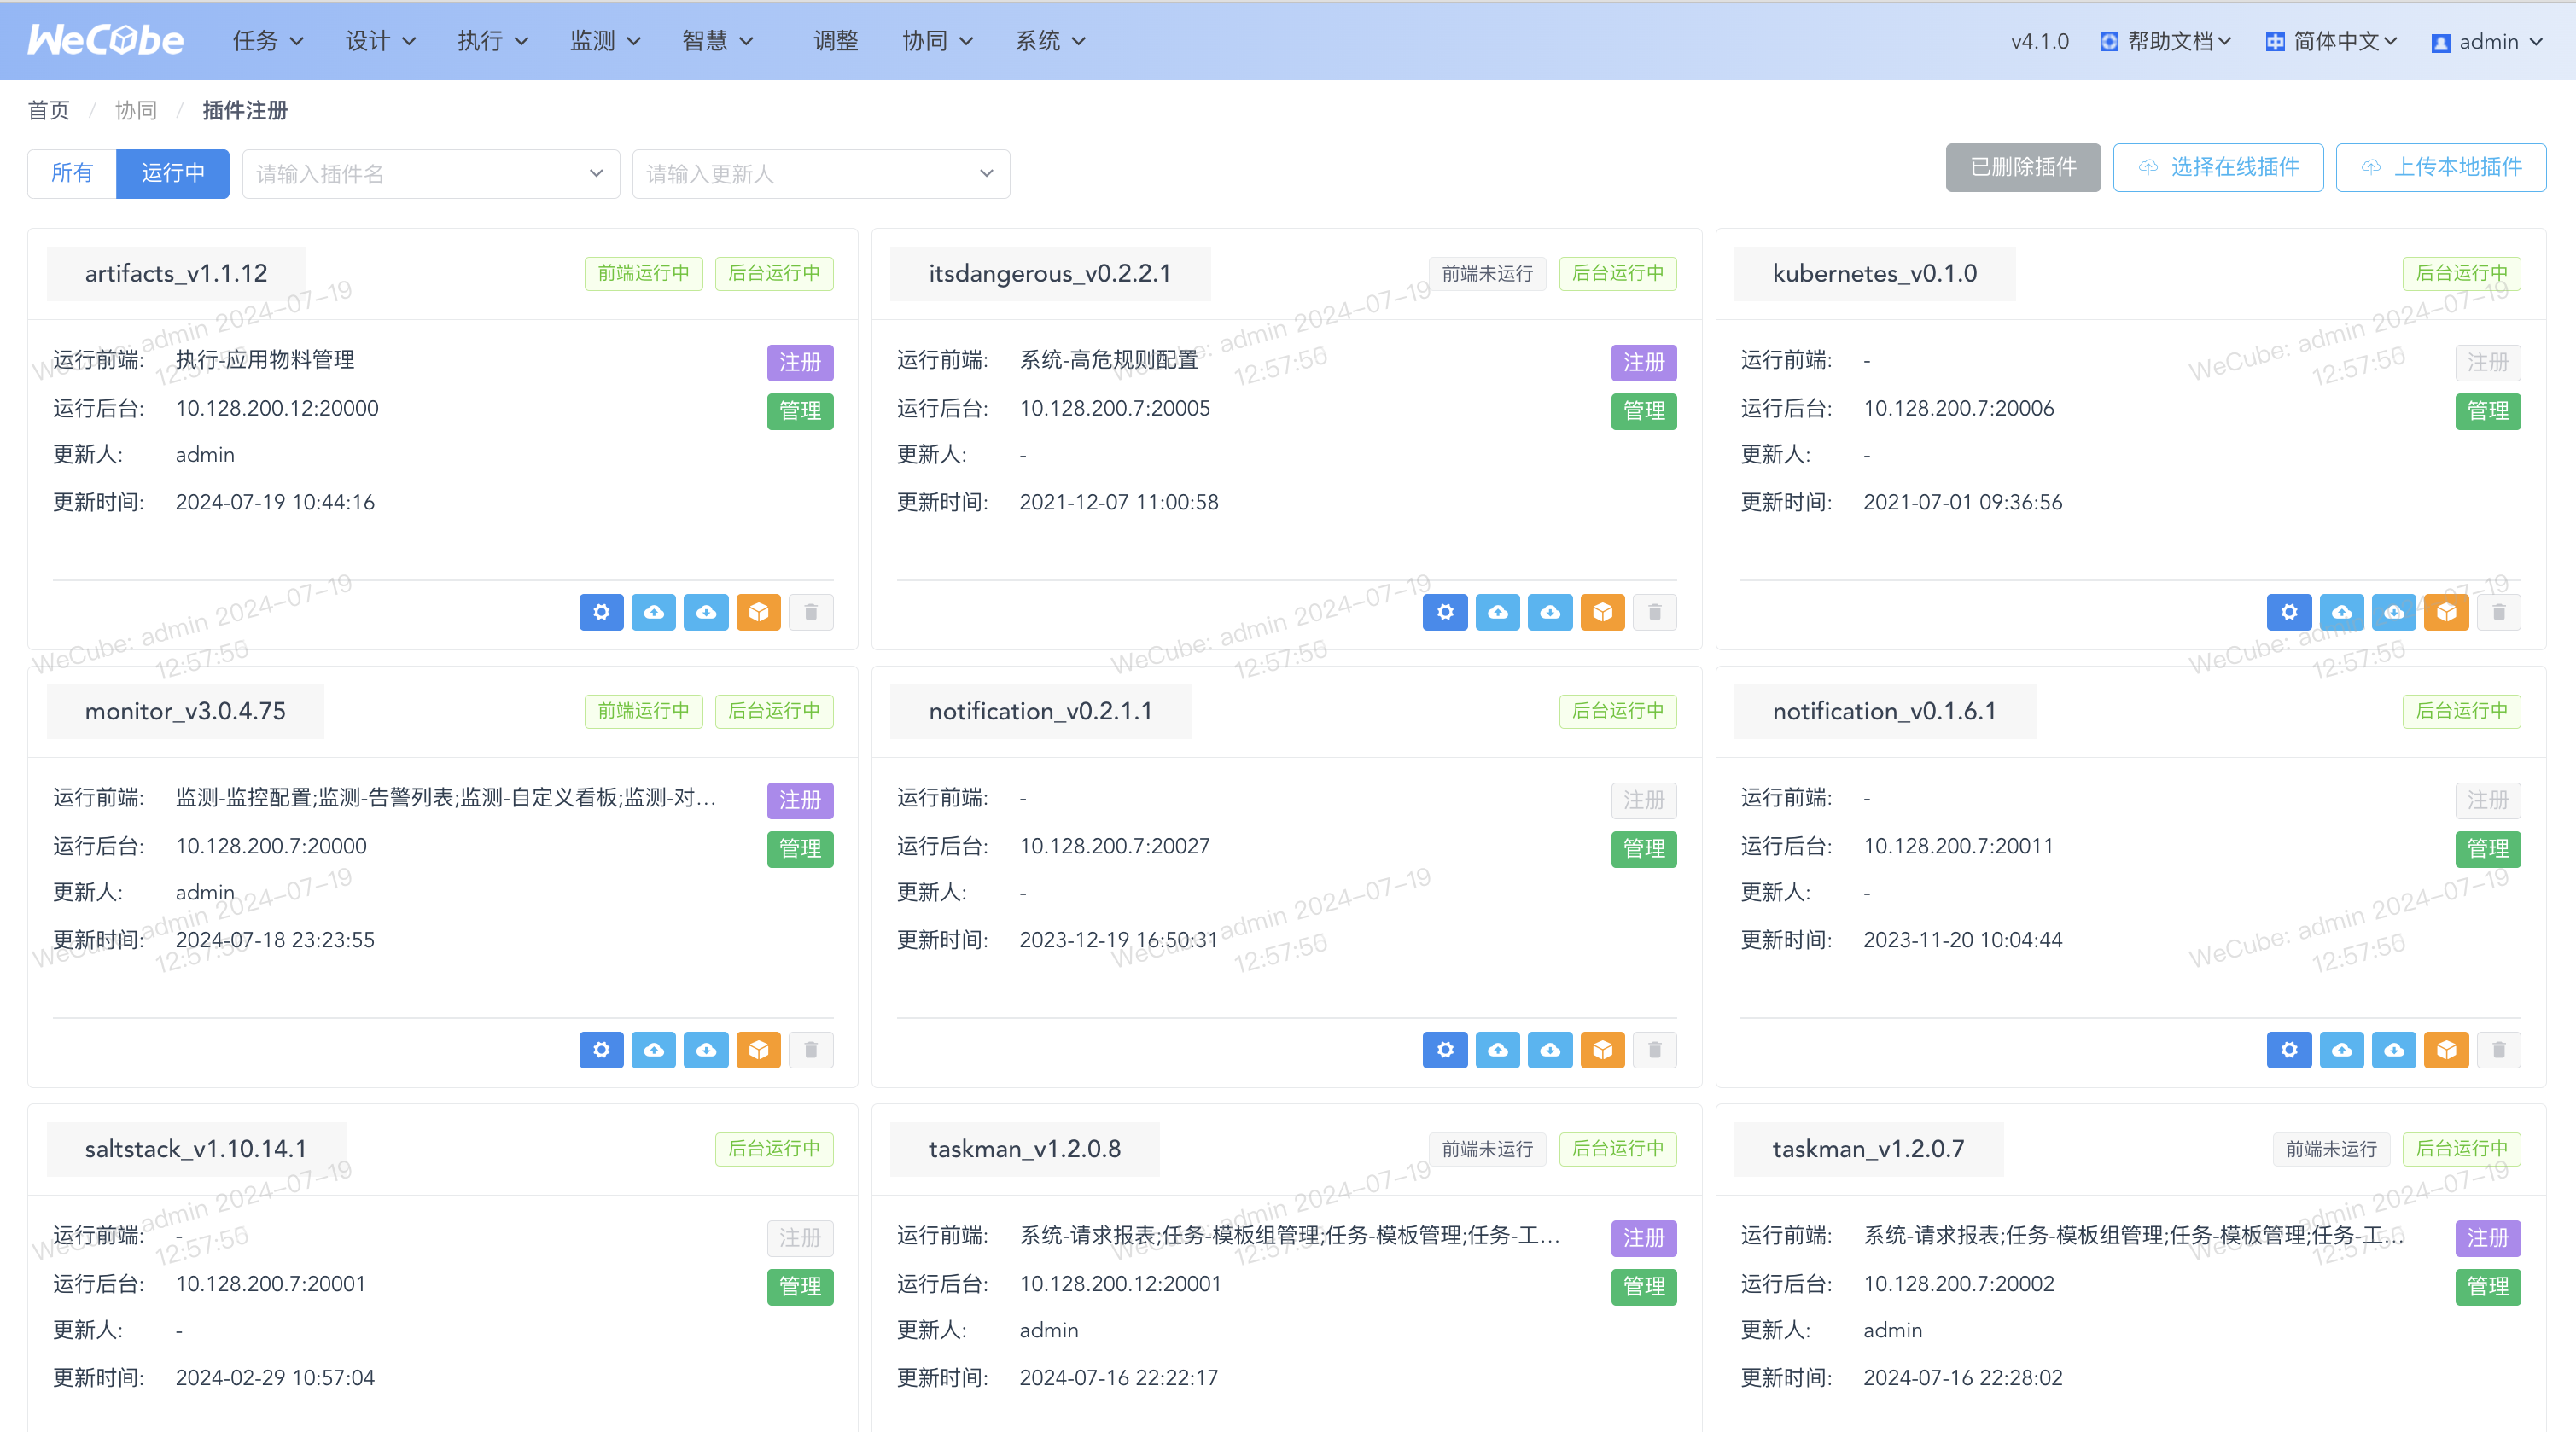 WeCube 任务 设计 执行 监测 智慧 调整 协同 系统 v4.1.0 帮助文档 简体中文 admin
首页 / 协同 / 插件注册
所有 运行中 请输入插件名 请输入更新人 已删除插件 选择在线插件 上传本地插件
artifacts_v1.1.12 前端运行中 后台运行中
运行前端: 执行-应用物料管理 注册
运行后台: 10.128.200.12:20000 管理
更新人: admin
更新时间: 2024-07-19 10:44:16
itsdangerous_v0.2.2.1 前端未运行 后台运行中
运行前端: 系统-高危规则配置 注册
运行后台: 10.128.200.7:20005 管理
更新人: -
更新时间: 2021-12-07 11:00:58
kubernetes_v0.1.0 后台运行中
运行前端: - 注册
运行后台: 10.128.200.7:20006 管理
更新人: -
更新时间: 2021-07-01 09:36:56
monitor_v3.0.4.75 前端运行中 后台运行中
运行前端: 监测-监控配置;监测-告警列表;监测-自定义看板;监测-对... 注册
运行后台: 10.128.200.7:20000 管理
更新人: admin
更新时间: 2024-07-18 23:23:55
notification_v0.2.1.1 后台运行中
运行前端: - 注册
运行后台: 10.128.200.7:20027 管理
更新人: -
更新时间: 2023-12-19 16:50:31
notification_v0.1.6.1 后台运行中
运行前端: - 注册
运行后台: 10.128.200.7:20011 管理
更新人: -
更新时间: 2023-11-20 10:04:44
saltstack_v1.10.14.1 后台运行中
运行前端: - 注册
运行后台: 10.128.200.7:20001 管理
更新人: -
更新时间: 2024-02-29 10:57:04
taskman_v1.2.0.8 前端未运行 后台运行中
运行前端: 系统-请求报表;任务-模板组管理;任务-模板管理;任务-工... 注册
运行后台: 10.128.200.12:20001 管理
更新人: admin
更新时间: 2024-07-16 22:22:17
taskman_v1.2.0.7 前端未运行 后台运行中
运行前端: 系统-请求报表;任务-模板组管理;任务-模板管理;任务-工... 注册
运行后台: 10.128.200.7:20002 管理
更新人: admin
更新时间: 2024-07-16 22:28:02
WeCube: admin 2024-07-19